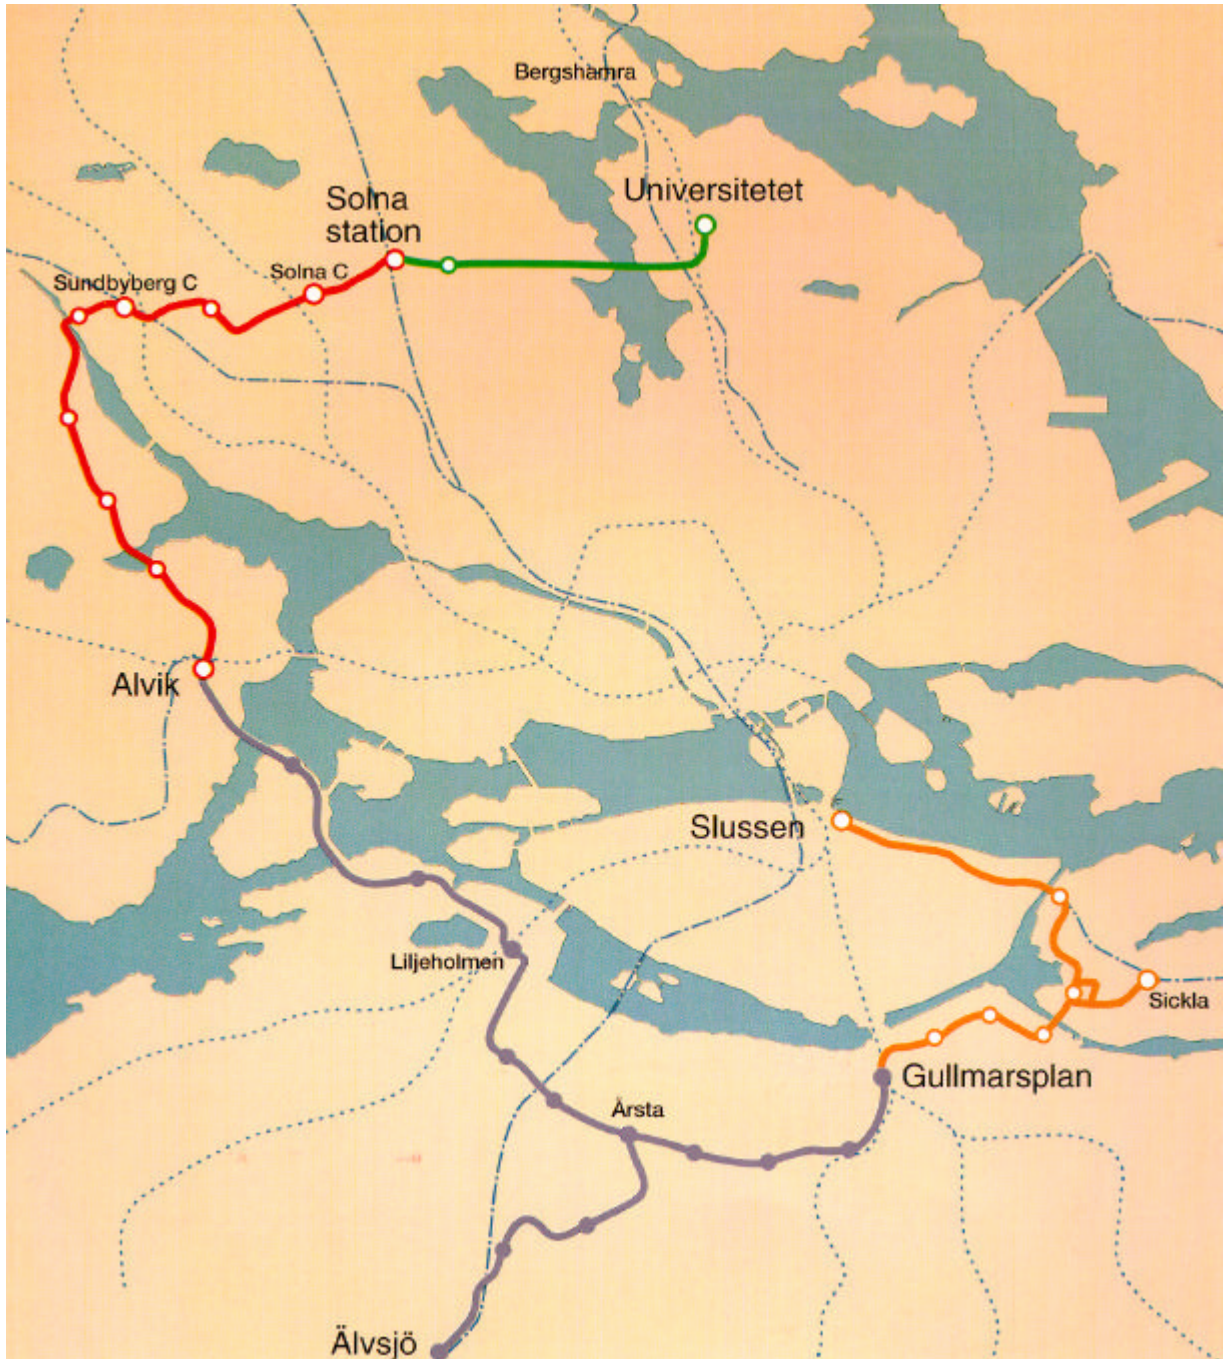 Bergshamra
Universitetet
Solna
station
Solna C
Sundbyberg C
Alvik
Slussen
Liljeholmen
Sickla
Gullmarsplan
Årsta
Älvsjö